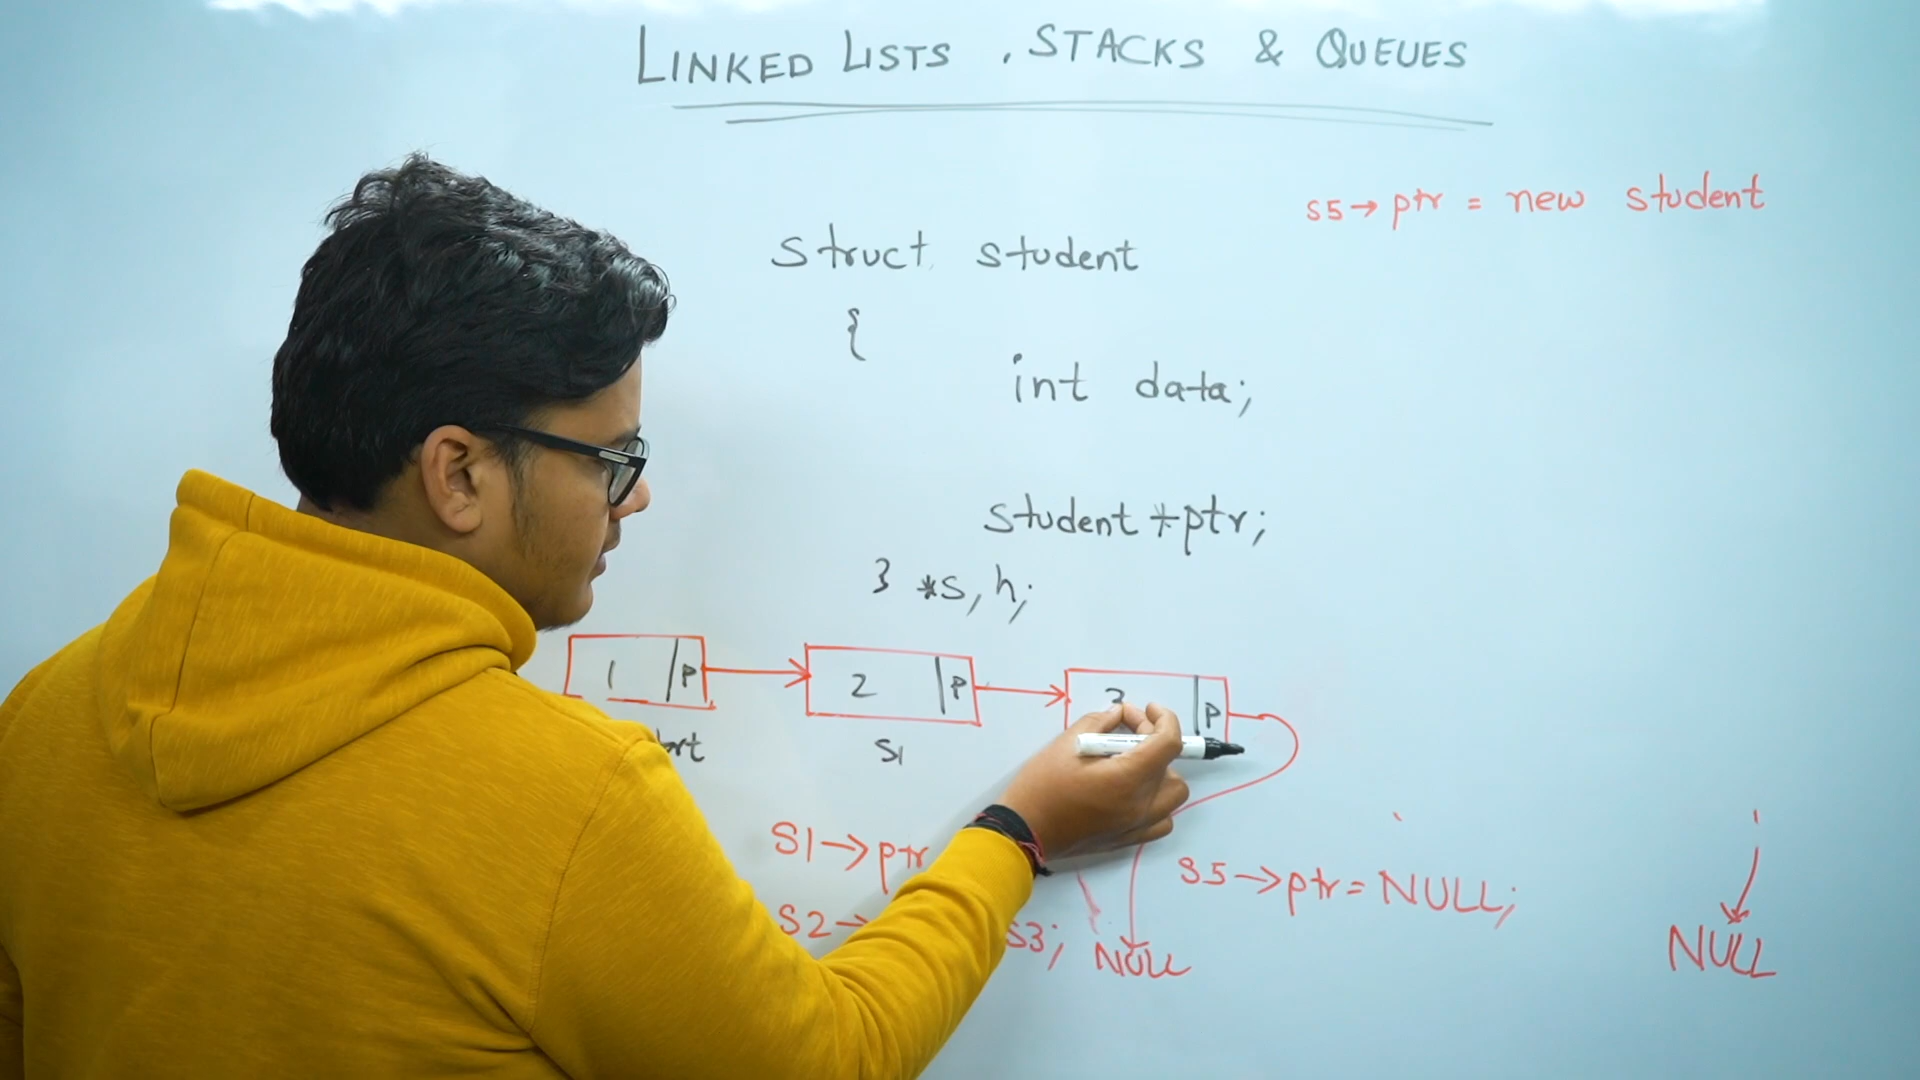 LINKED LISTS , STACKS & QUEUES
S5→ ptr = new student
struct student
{
int data;
student *ptr;
} *s, h;
1 P 2 P 3 P
S1
S1→ptr
S5→ptr = NULL;
S2→ S3; NULL
NULL